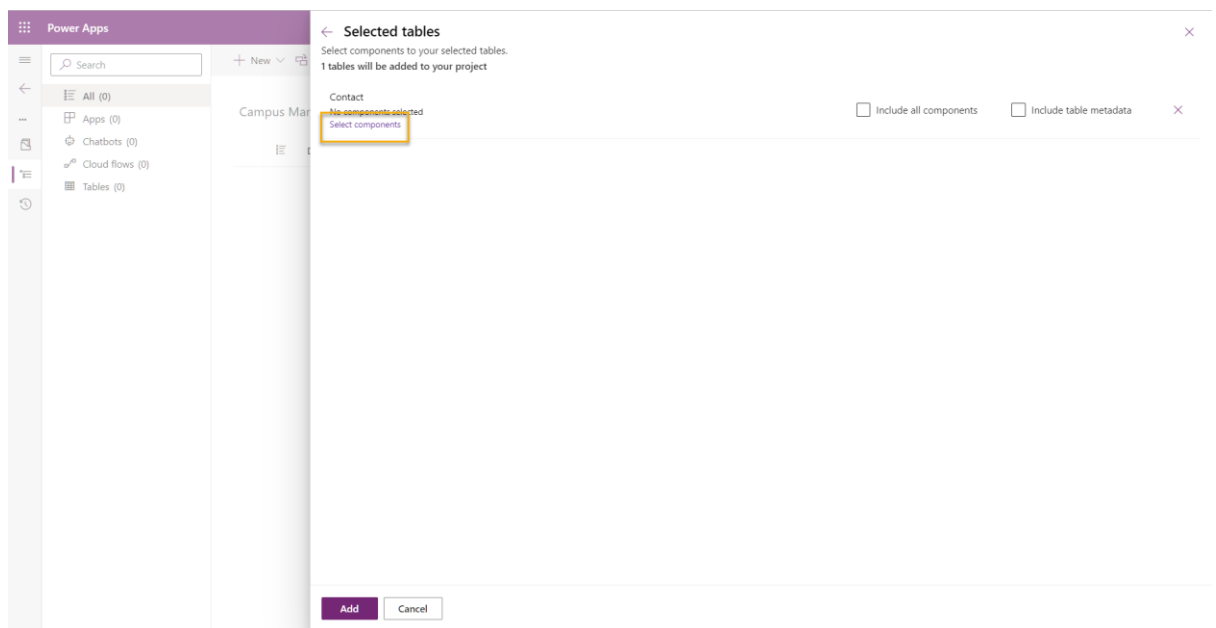 Power Apps
Search
All (0)
Apps (0)
Chatbots (0)
Cloud flows (0)
Tables (0)
New
Campus Mar
Selected tables
Select components to your selected tables.
1 tables will be added to your project
Contact
No components selected
Select components
Include all components
Include table metadata
Add
Cancel